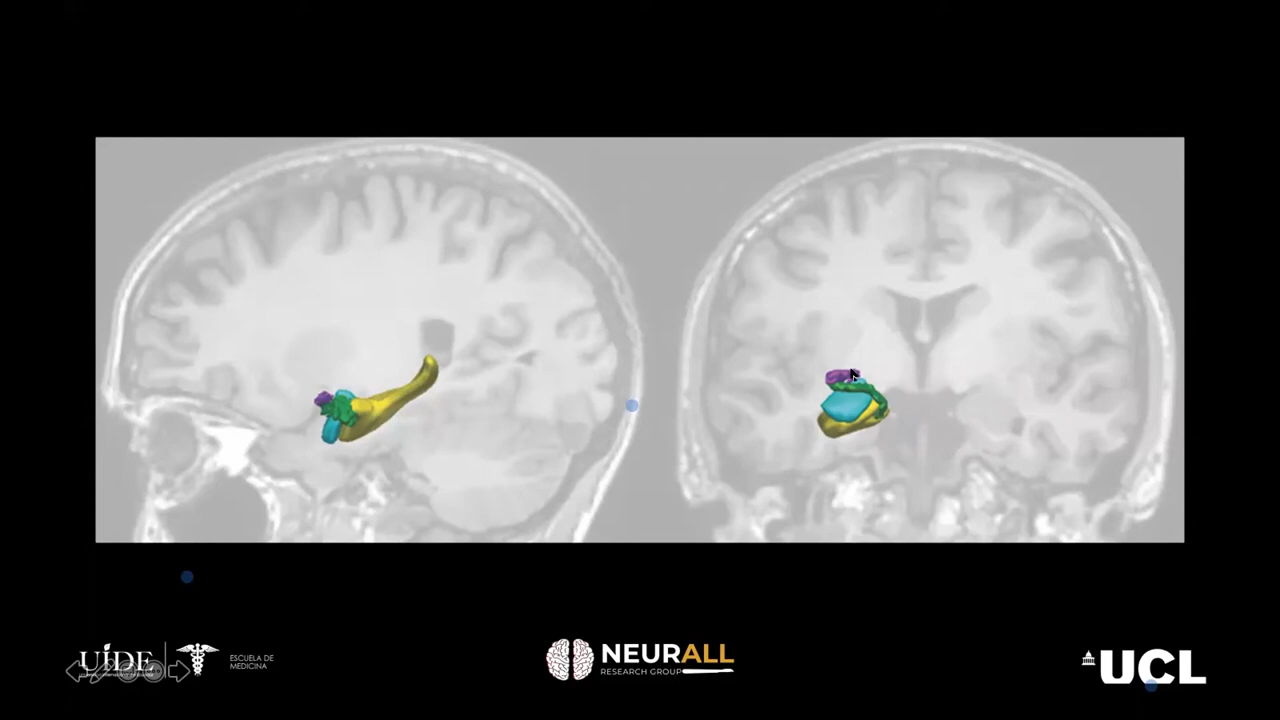 UIDE
ESCUELA DE
MEDICINA
NEURALL
RESEARCH GROUP
UCL